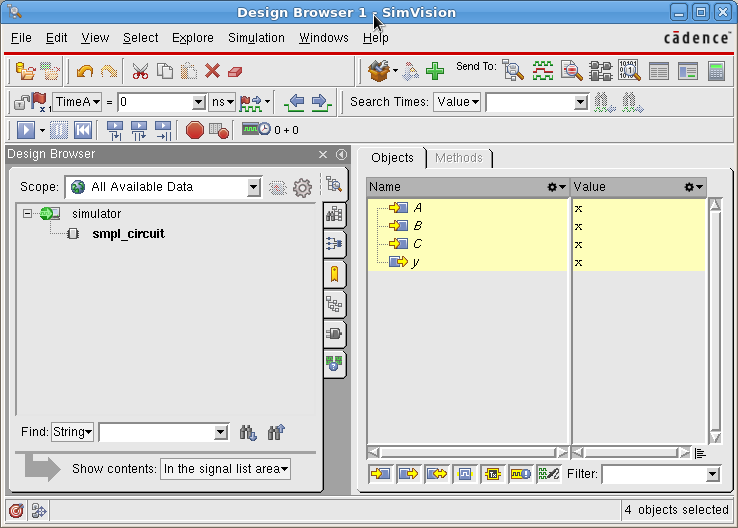 Design Browser 1 - SimVision
File Edit View Select Explore Simulation Windows Help
cādence
Send To:
TimeA = 0 ns
Search Times: Value
0 + 0
Design Browser
Objects Methods
Scope: All Available Data
Name Value
simulator
smpl_circuit
A x
B x
C x
y x
Find: String
Show contents: In the signal list area
Filter:
4 objects selected